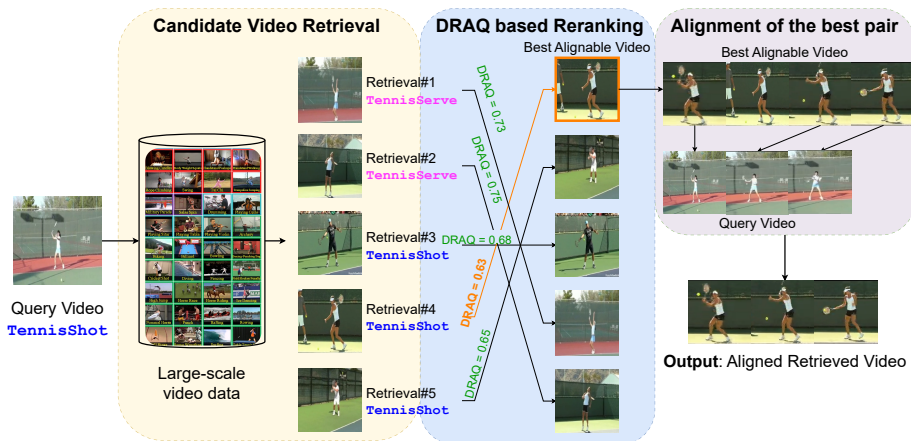 Candidate Video Retrieval
DRAQ based Reranking
Alignment of the best pair
Best Alignable Video
Best Alignable Video
Retrieval#1
TennisServe
DRAQ = 0.73
Retrieval#2
TennisServe
DRAQ = 0.75
Retrieval#3
TennisShot
DRAQ = 0.68
Retrieval#4
TennisShot
DRAQ = 0.63
Retrieval#5
TennisShot
DRAQ = 0.65
Query Video
TennisShot
Large-scale
video data
Query Video
Output: Aligned Retrieved Video